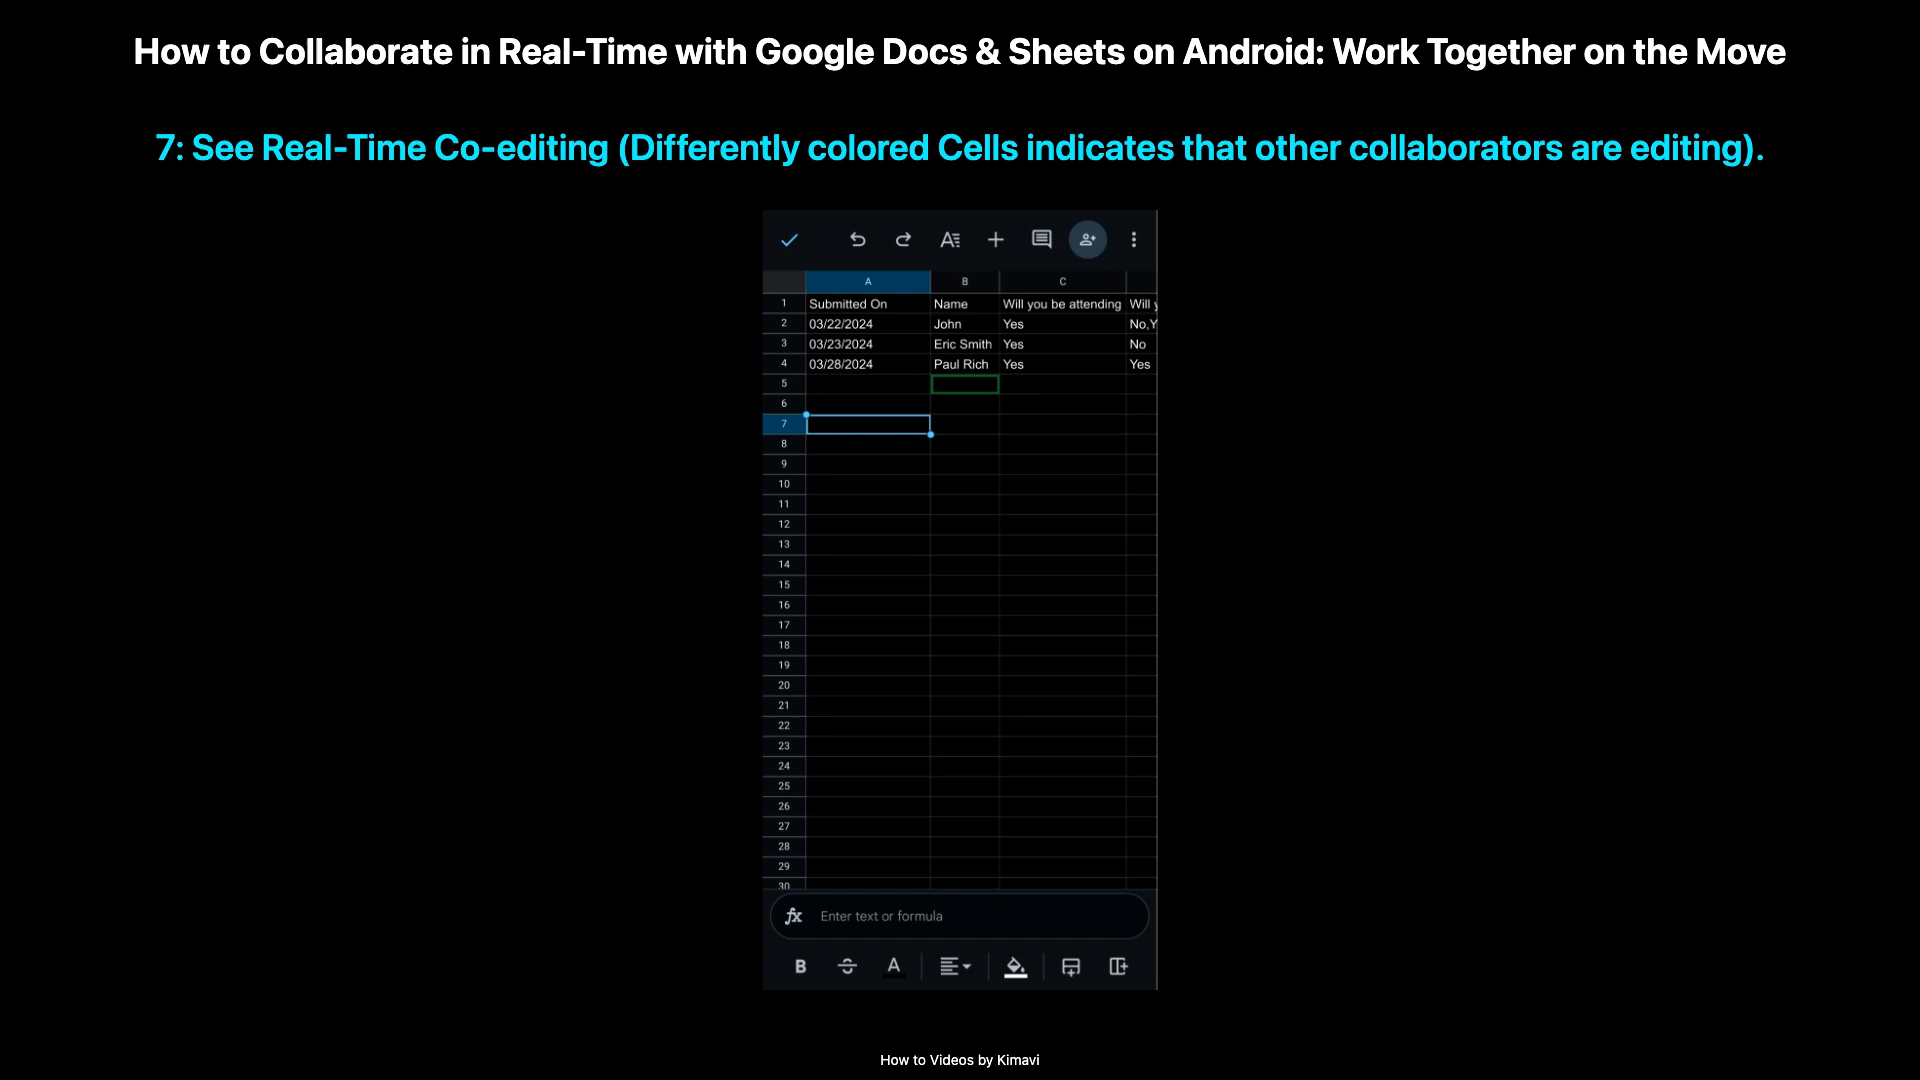 How to Collaborate in Real-Time with Google Docs & Sheets on Android: Work Together on the Move
7: See Real-Time Co-editing (Differently colored Cells indicates that other collaborators are editing).
A B C
1 Submitted On Name Will you be attending Will
2 03/22/2024 John Yes No,Y
3 03/23/2024 Eric Smith Yes No
4 03/28/2024 Paul Rich Yes Yes
5
6
7
8
9
10
11
12
13
14
15
16
17
18
19
20
21
22
23
24
25
26
27
28
29
30
fx Enter text or formula
B S A
How to Videos by Kimavi